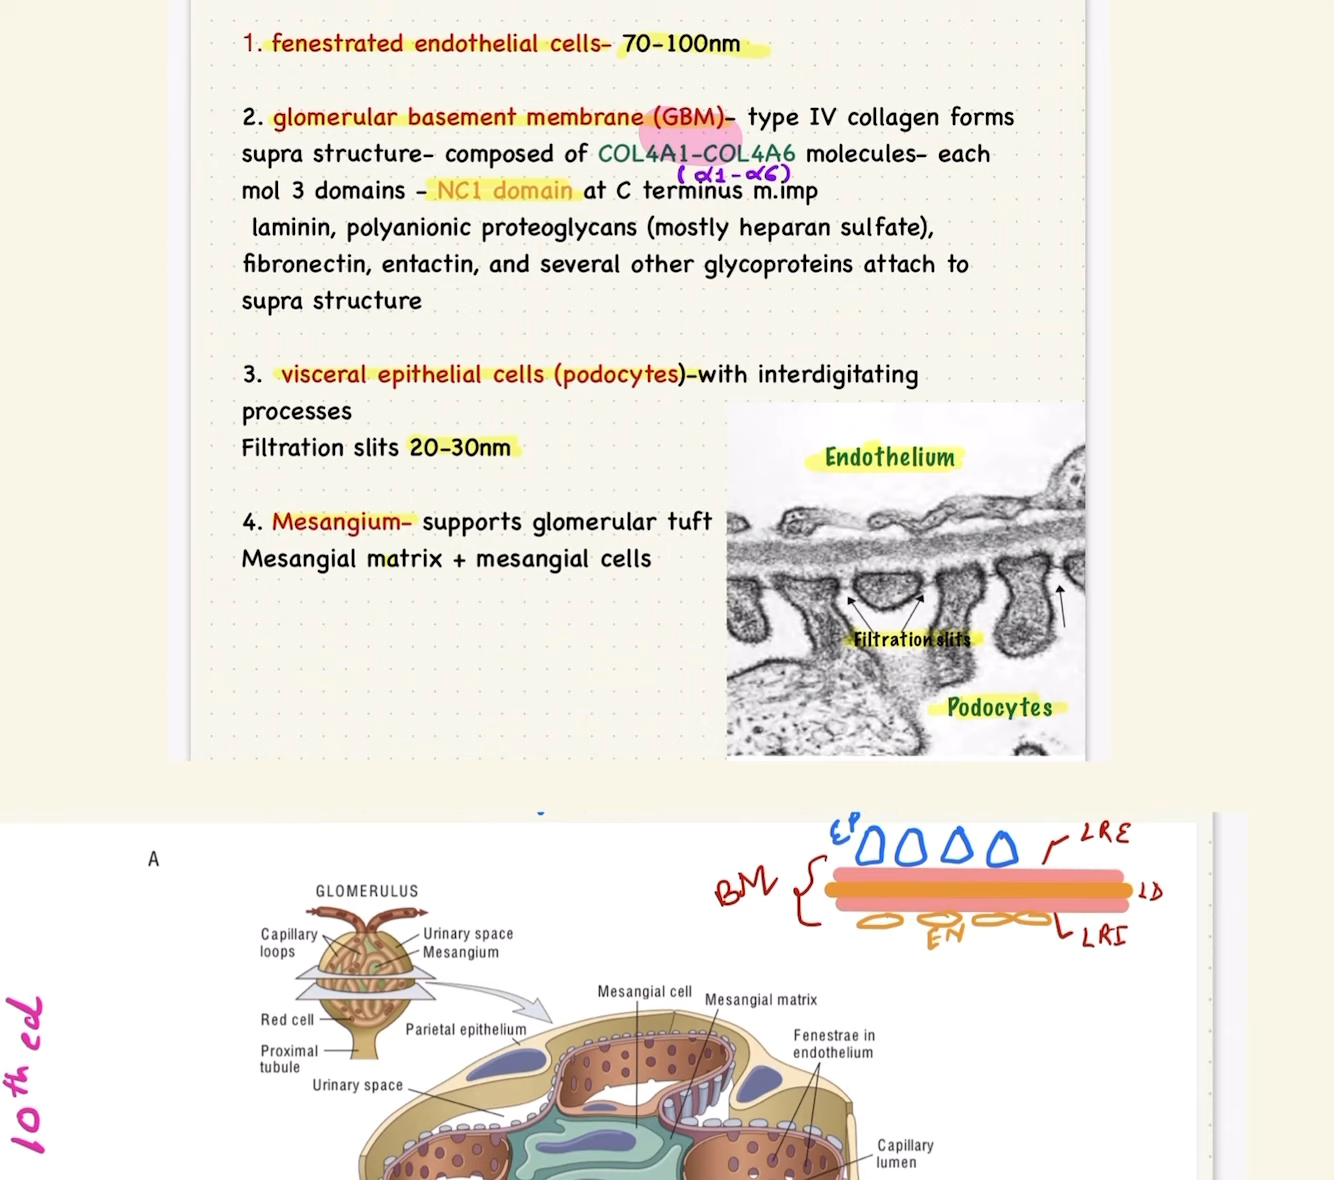 1. fenestrated endothelial cells- 70-100nm
2. glomerular basement membrane (GBM)- type IV collagen forms
supra structure- composed of COL4A1-COL4A6 molecules- each
(α1-α6)
mol 3 domains - NC1 domain at C terminus m.imp
laminin, polyanionic proteoglycans (mostly heparan sulfate),
fibronectin, entactin, and several other glycoproteins attach to
supra structure
3. visceral epithelial cells (podocytes)-with interdigitating
processes
Filtration slits 20-30nm
4. Mesangium- supports glomerular tuft
Mesangial matrix + mesangial cells
Endothelium
Filtration slits
Podocytes
EP
LRE
BM
LD
EN
LRI
A
GLOMERULUS
Capillary
loops
Urinary space
Mesangium
Red cell
Proximal
tubule
Parietal epithelium
Urinary space
Mesangial cell
Mesangial matrix
Fenestrae in
endothelium
Capillary
lumen
10th ed